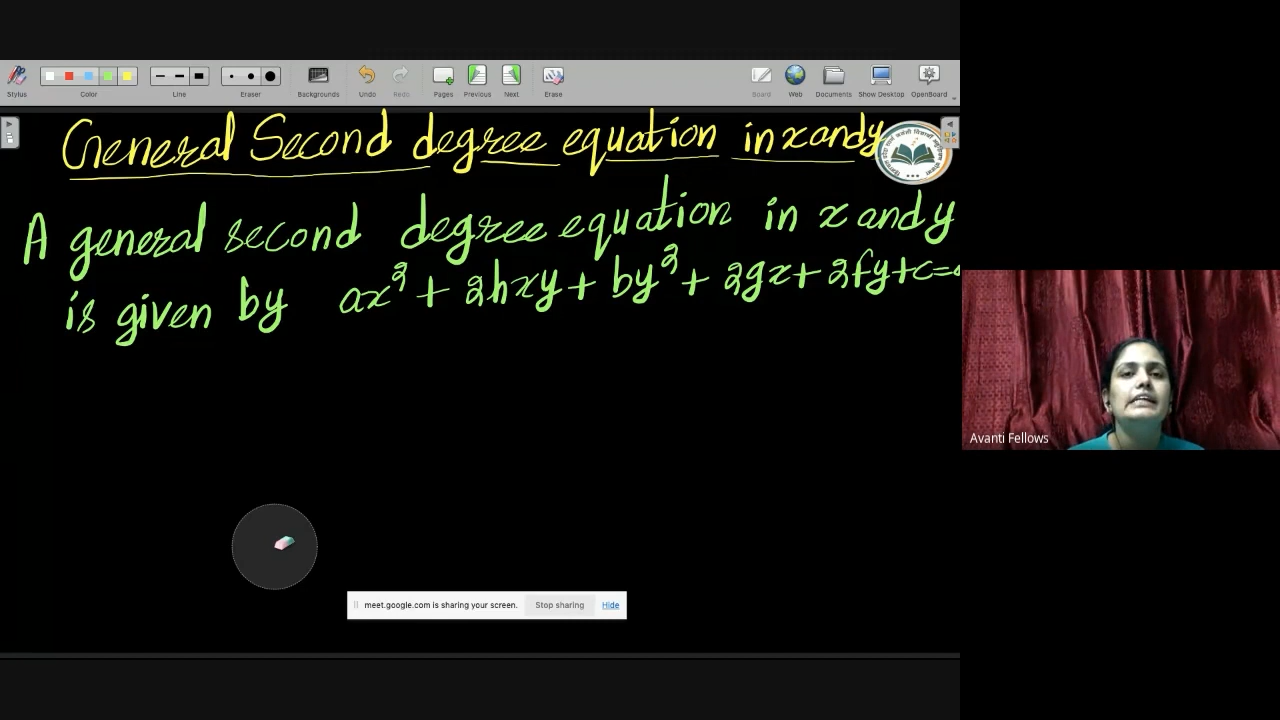 Stylus Color Line Eraser Backgrounds Undo Redo Pages Previous Next Erase Board Web Documents Show Desktop OpenBoard
General Second degree equation in x and y
A general second degree equation in x and y
is given by ax² + 2hxy + by² + 2gx + 2fy + c = 0
Avanti Fellows
meet.google.com is sharing your screen. Stop sharing Hide